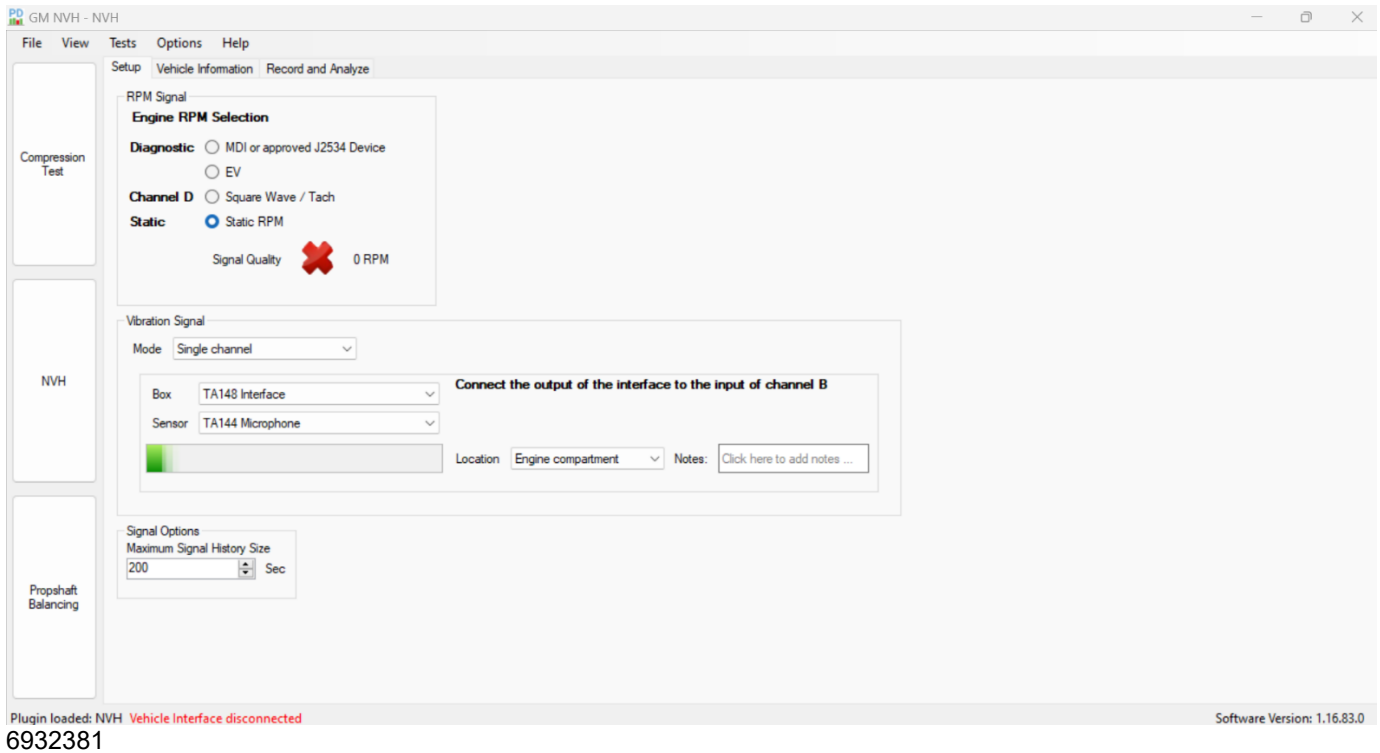 PD GM NVH - NVH
File View Tests Options Help
Setup Vehicle Information Record and Analyze
Compression
Test
NVH
Propshaft
Balancing
RPM Signal
Engine RPM Selection
Diagnostic MDI or approved J2534 Device
EV
Channel D Square Wave / Tach
Static Static RPM
Signal Quality 0 RPM
Vibration Signal
Mode Single channel
Box TA148 Interface
Connect the output of the interface to the input of channel B
Sensor TA144 Microphone
Location Engine compartment Notes: Click here to add notes ...
Signal Options
Maximum Signal History Size
200 Sec
Plugin loaded: NVH Vehicle Interface disconnected Software Version: 1.16.83.0
6932381